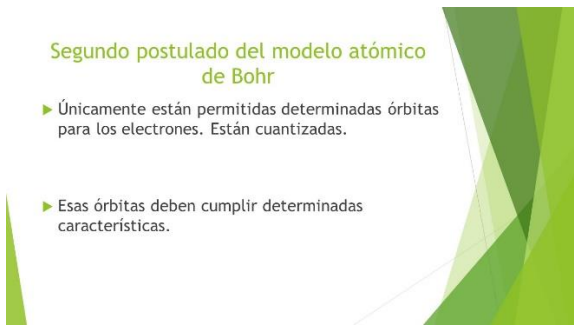 Segundo postulado del modelo atómico
de Bohr
Únicamente están permitidas determinadas órbitas
para los electrones. Están cuantizadas.
Esas órbitas deben cumplir determinadas
características.